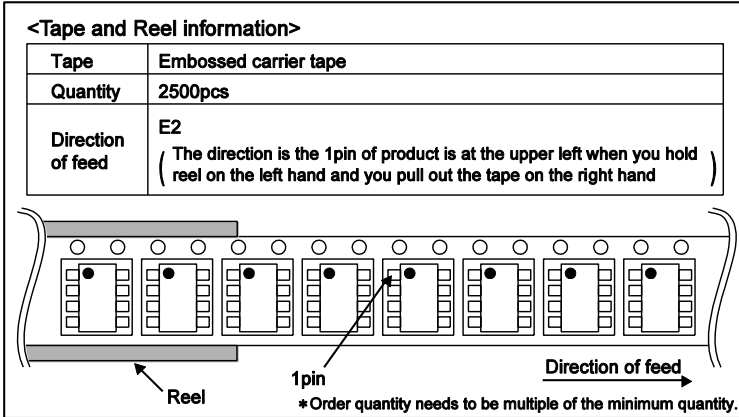 <Tape and Reel information>
Tape Embossed carrier tape
Quantity 2500pcs
Direction of feed E2
( The direction is the 1pin of product is at the upper left when you hold
reel on the left hand and you pull out the tape on the right hand )
Reel
1pin
Direction of feed
*Order quantity needs to be multiple of the minimum quantity.